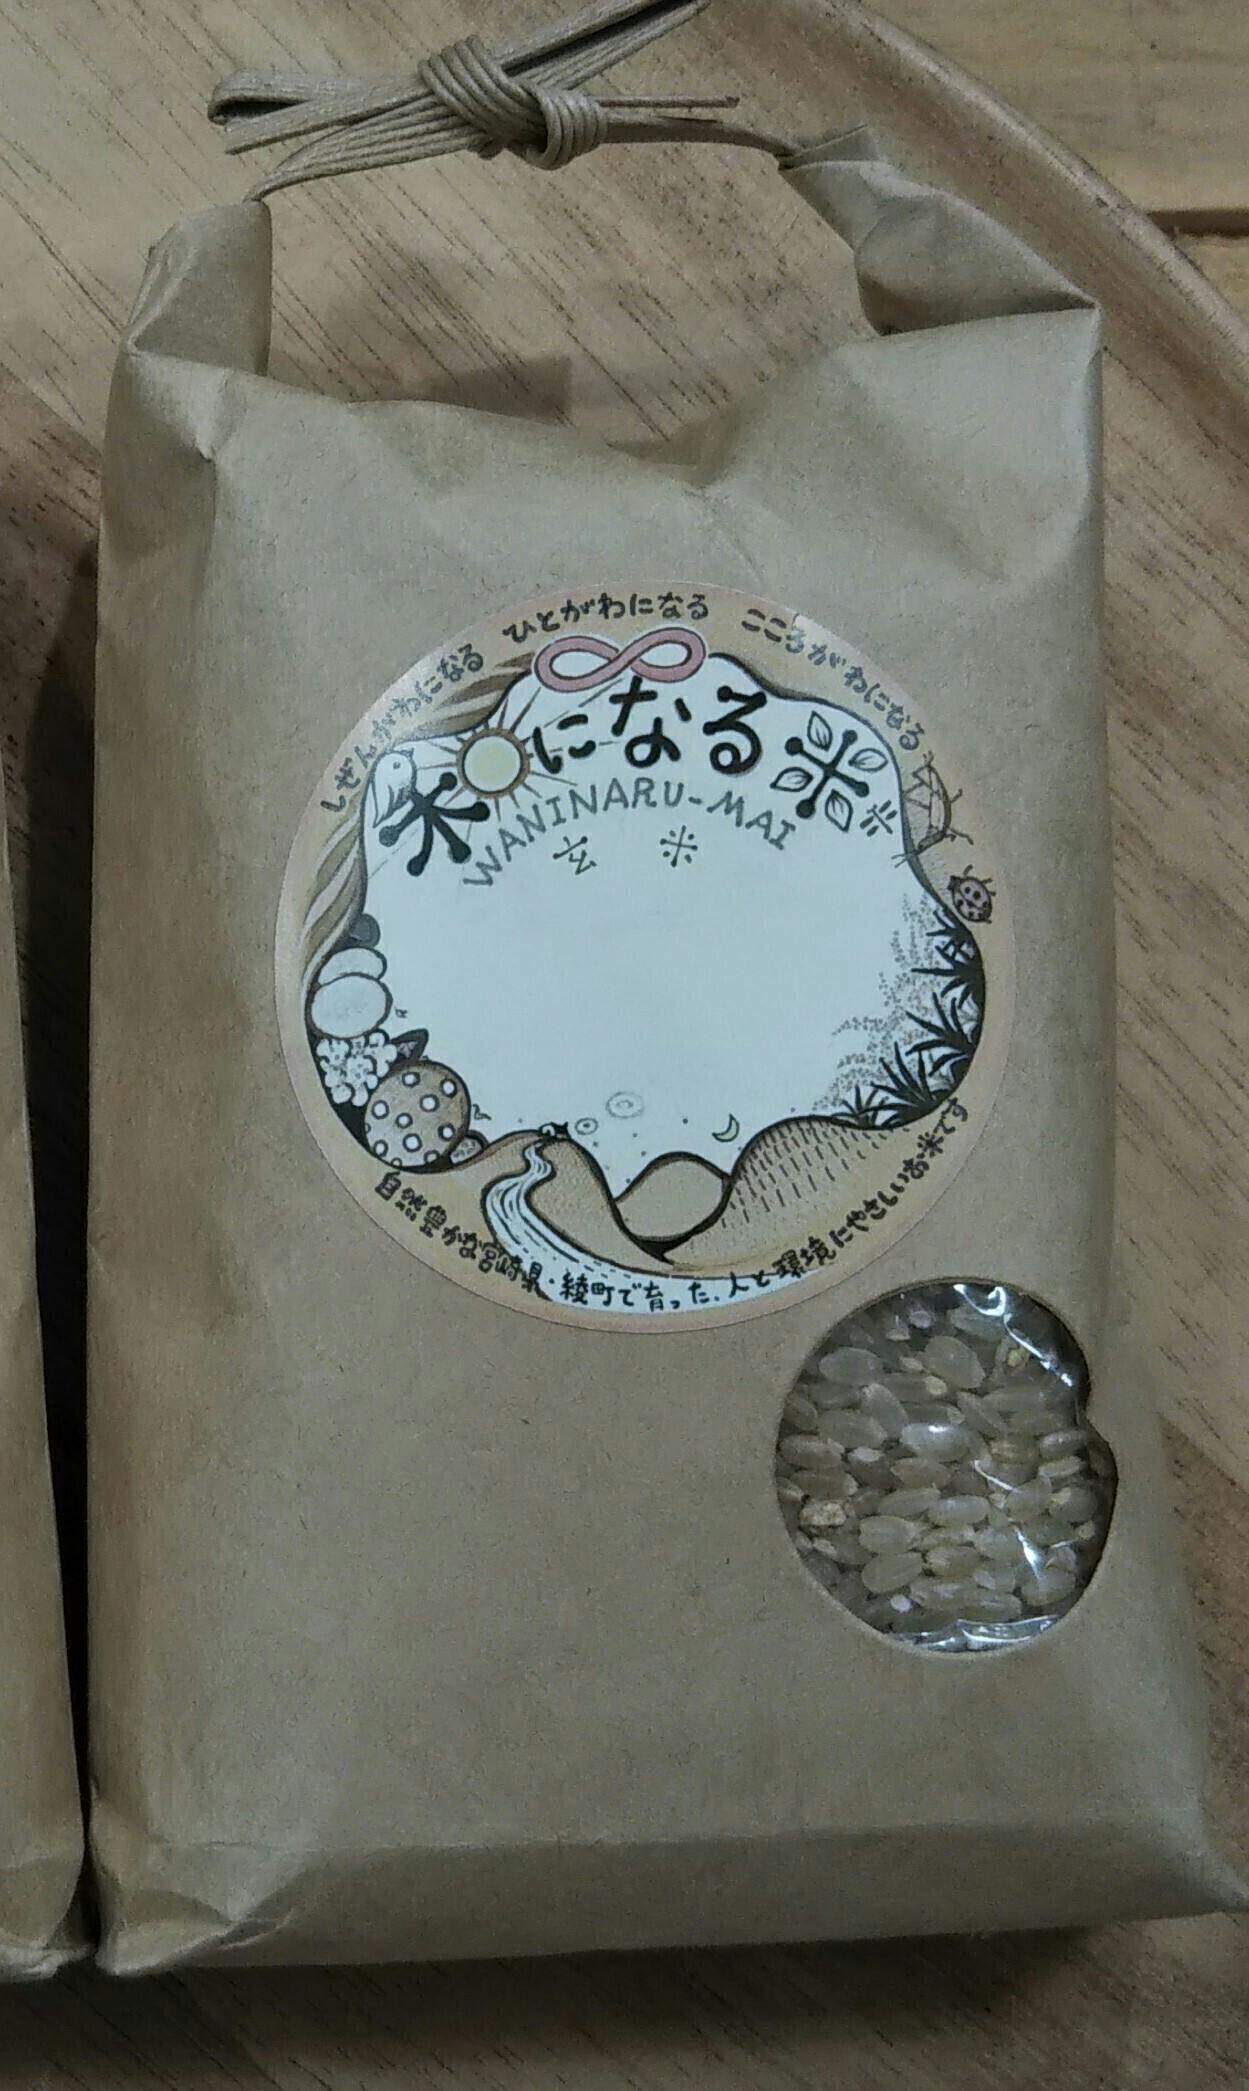 しぜんがわになる ひとがわになる こころがわになる
和になる米
WANINARU-MAI
玄米
自然豊かな宮崎県・綾町で育った、人と環境にやさしいお米です